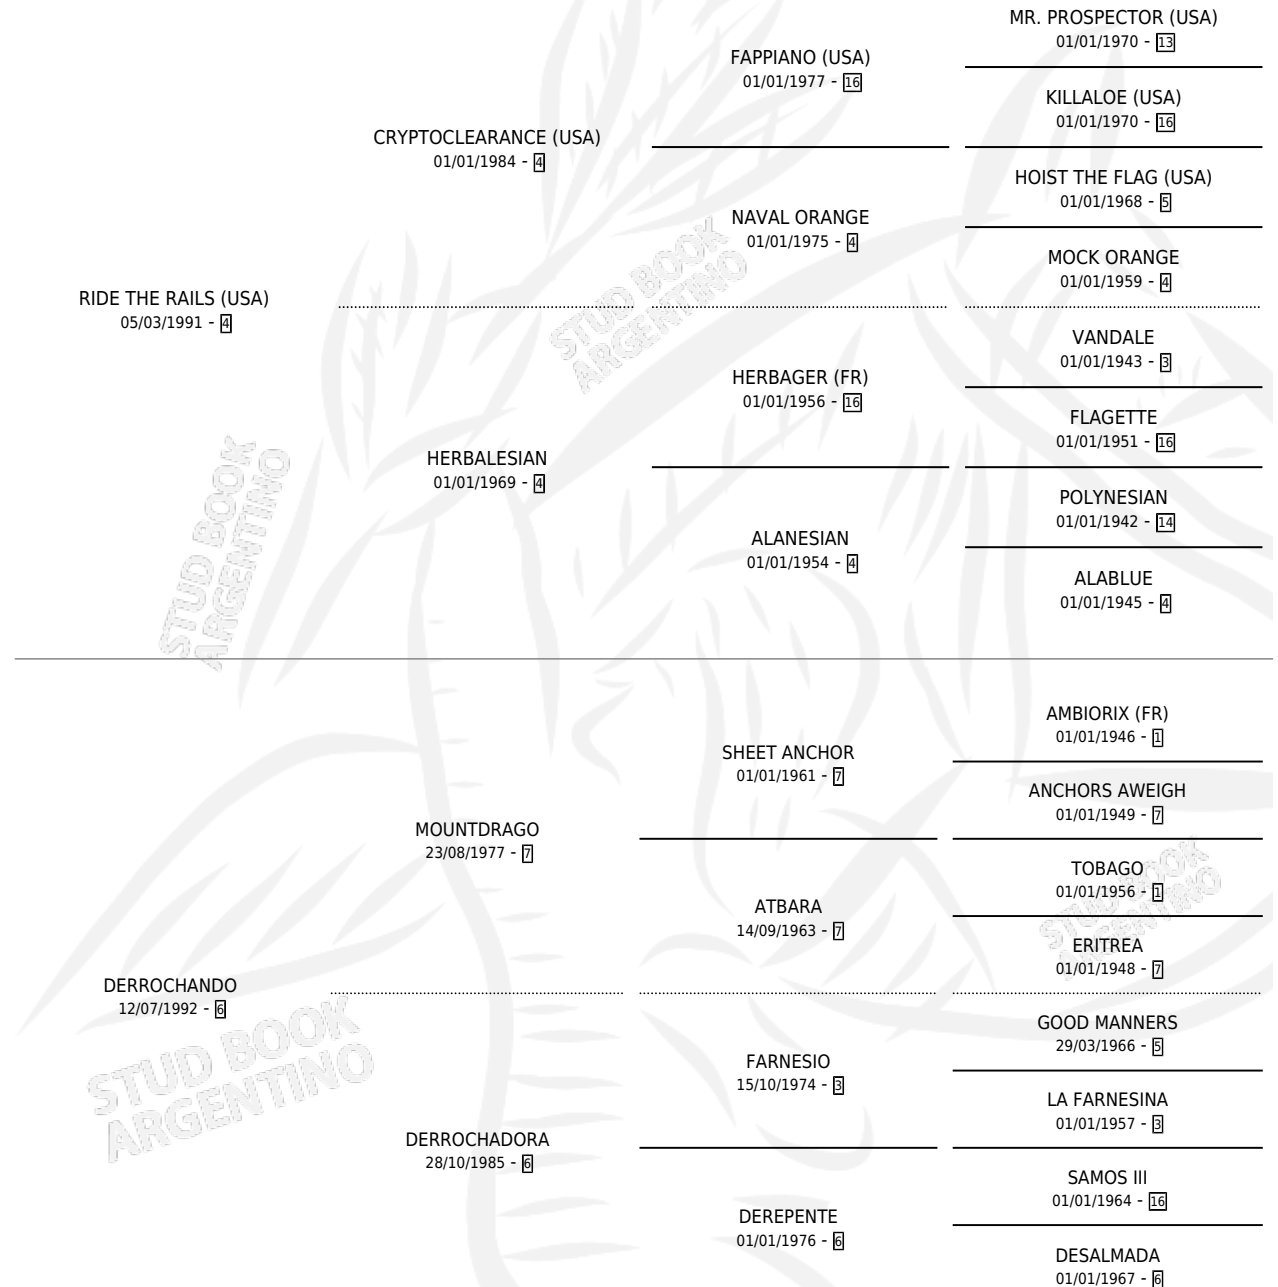 MR. PROSPECTOR (USA)
01/01/1970 - 13
FAPPIANO (USA)
01/01/1977 - 16
KILLALOE (USA)
01/01/1970 - 16
CRYPTOCLEARANCE (USA)
01/01/1984 - 4
HOIST THE FLAG (USA)
01/01/1968 - 5
NAVAL ORANGE
01/01/1975 - 4
MOCK ORANGE
01/01/1959 - 4
RIDE THE RAILS (USA)
05/03/1991 - 4
VANDALE
01/01/1943 - 3
HERBAGER (FR)
01/01/1956 - 16
FLAGETTE
01/01/1951 - 16
HERBALESIAN
01/01/1969 - 4
POLYNESIAN
01/01/1942 - 14
ALANESIAN
01/01/1954 - 4
ALABLUE
01/01/1945 - 4
AMBIORIX (FR)
01/01/1946 - 1
SHEET ANCHOR
01/01/1961 - 7
ANCHORS AWEIGH
01/01/1949 - 7
MOUNTDRAGO
23/08/1977 - 7
TOBAGO
01/01/1956 - 1
ATBARA
14/09/1963 - 7
ERITREA
01/01/1948 - 7
DERROCHANDO
12/07/1992 - 6
GOOD MANNERS
29/03/1966 - 5
FARNESIO
15/10/1974 - 3
LA FARNESINA
01/01/1957 - 3
DERROCHADORA
28/10/1985 - 6
SAMOS III
01/01/1964 - 16
DEREPENTE
01/01/1976 - 6
DESALMADA
01/01/1967 - 6
STUD BOOK
ARGENTINO
STUD BOOK
ARGENTINO
STUD BOOK
ARGENTINO
STUD BOOK
ARGENTINO